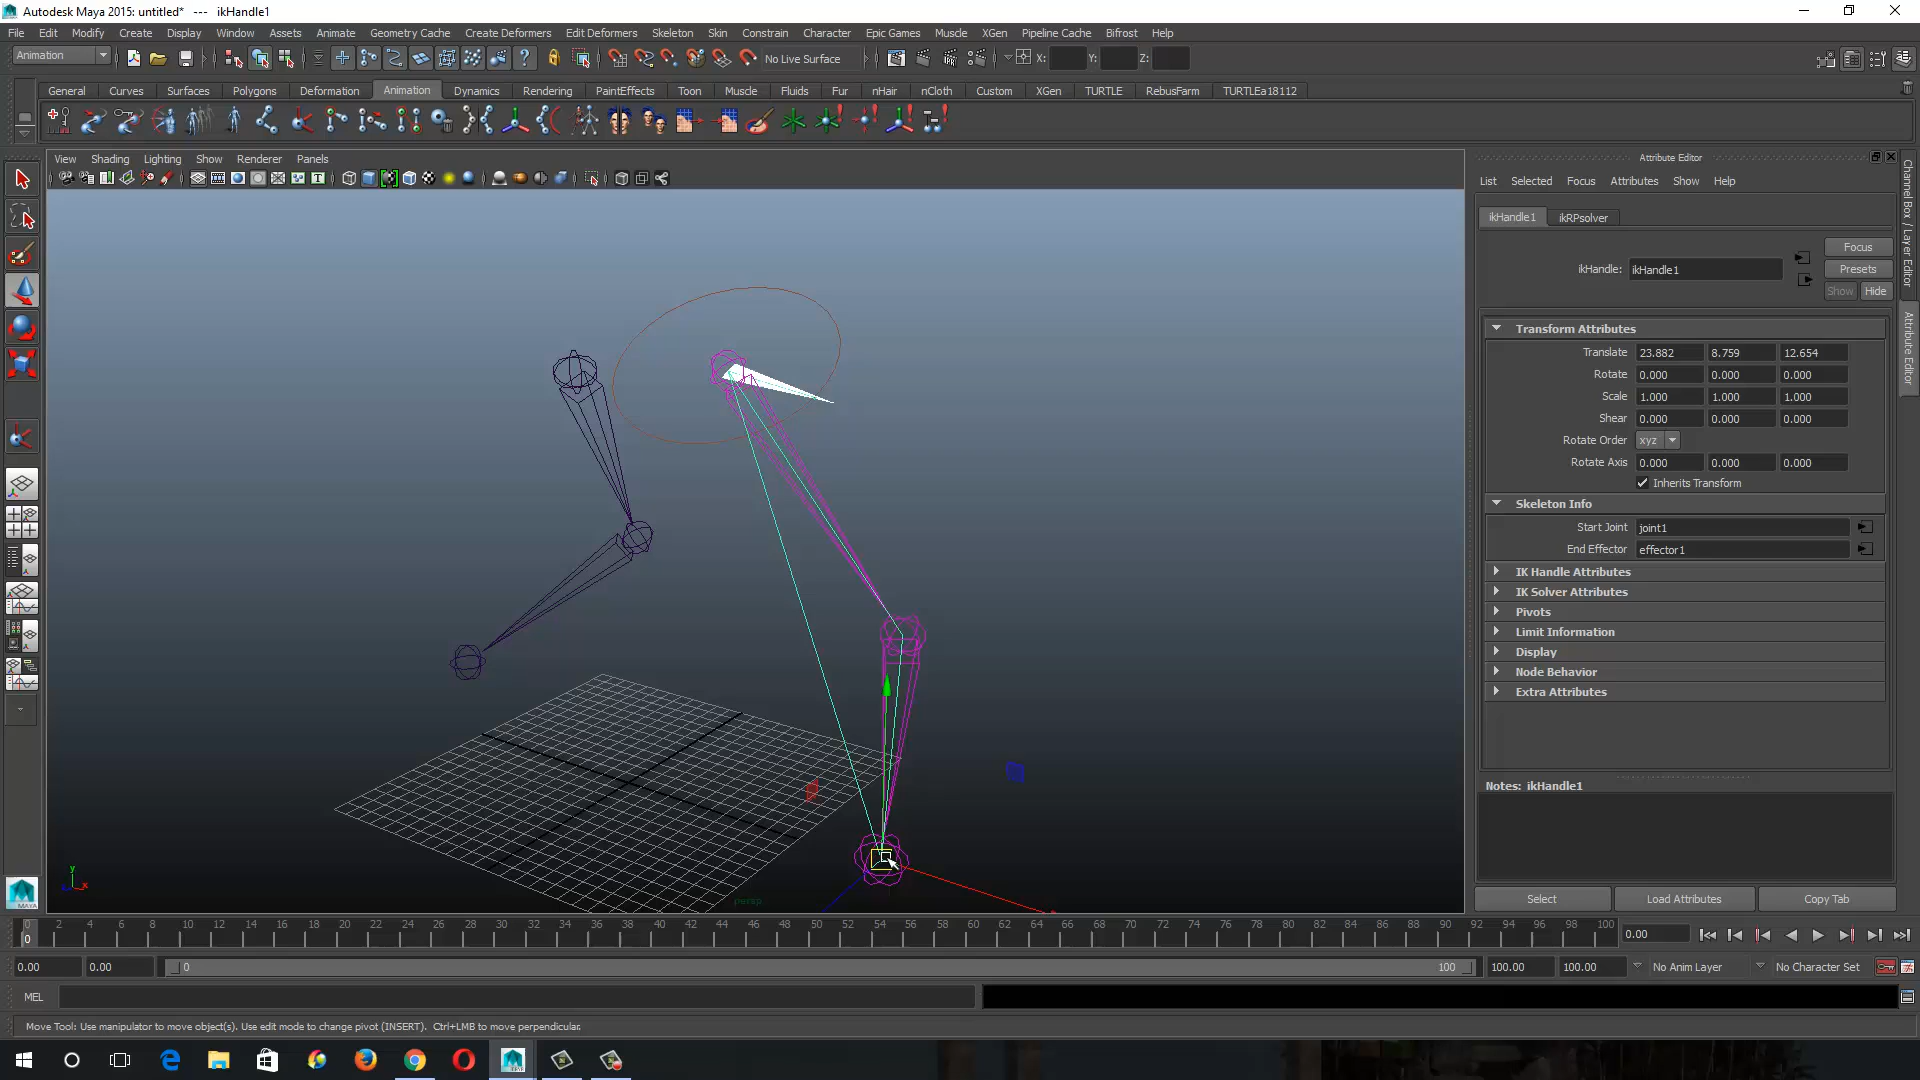 Autodesk Maya 2015: untitled*   ---   ikHandle1
File Edit Modify Create Display Window Assets Animate Geometry Cache Create Deformers Edit Deformers Skeleton Skin Constrain Character Epic Games Muscle XGen Pipeline Cache Bifrost Help
Animation No Live Surface X: Y: Z:
General Curves Surfaces Polygons Deformation Animation Dynamics Rendering PaintEffects Toon Muscle Fluids Fur nHair nCloth Custom XGen TURTLE RebusFarm TURTLEa18112
View Shading Lighting Show Renderer Panels
Attribute Editor
List Selected Focus Attributes Show Help
ikHandle1 ikRPsolver
Focus
ikHandle: ikHandle1
Presets
Show Hide
Transform Attributes
Translate 23.882 8.759 12.654
Rotate 0.000 0.000 0.000
Scale 1.000 1.000 1.000
Shear 0.000 0.000 0.000
Rotate Order xyz
Rotate Axis 0.000 0.000 0.000
Inherits Transform
Skeleton Info
Start Joint joint1
End Effector effector1
IK Handle Attributes
IK Solver Attributes
Pivots
Limit Information
Display
Node Behavior
Extra Attributes
Notes: ikHandle1
Select Load Attributes Copy Tab
Channel Box / Layer Editor
Attribute Editor
y
x
persp
MAYA
0 2 4 6 8 10 12 14 16 18 20 22 24 26 28 30 32 34 36 38 40 42 44 46 48 50 52 54 56 58 60 62 64 66 68 70 72 74 76 78 80 82 84 86 88 90 92 94 96 98 100
0 0.00
0.00 0.00 0 100 100.00 100.00 No Anim Layer No Character Set
MEL
Move Tool: Use manipulator to move object(s). Use edit mode to change pivot (INSERT). Ctrl+LMB to move perpendicular.